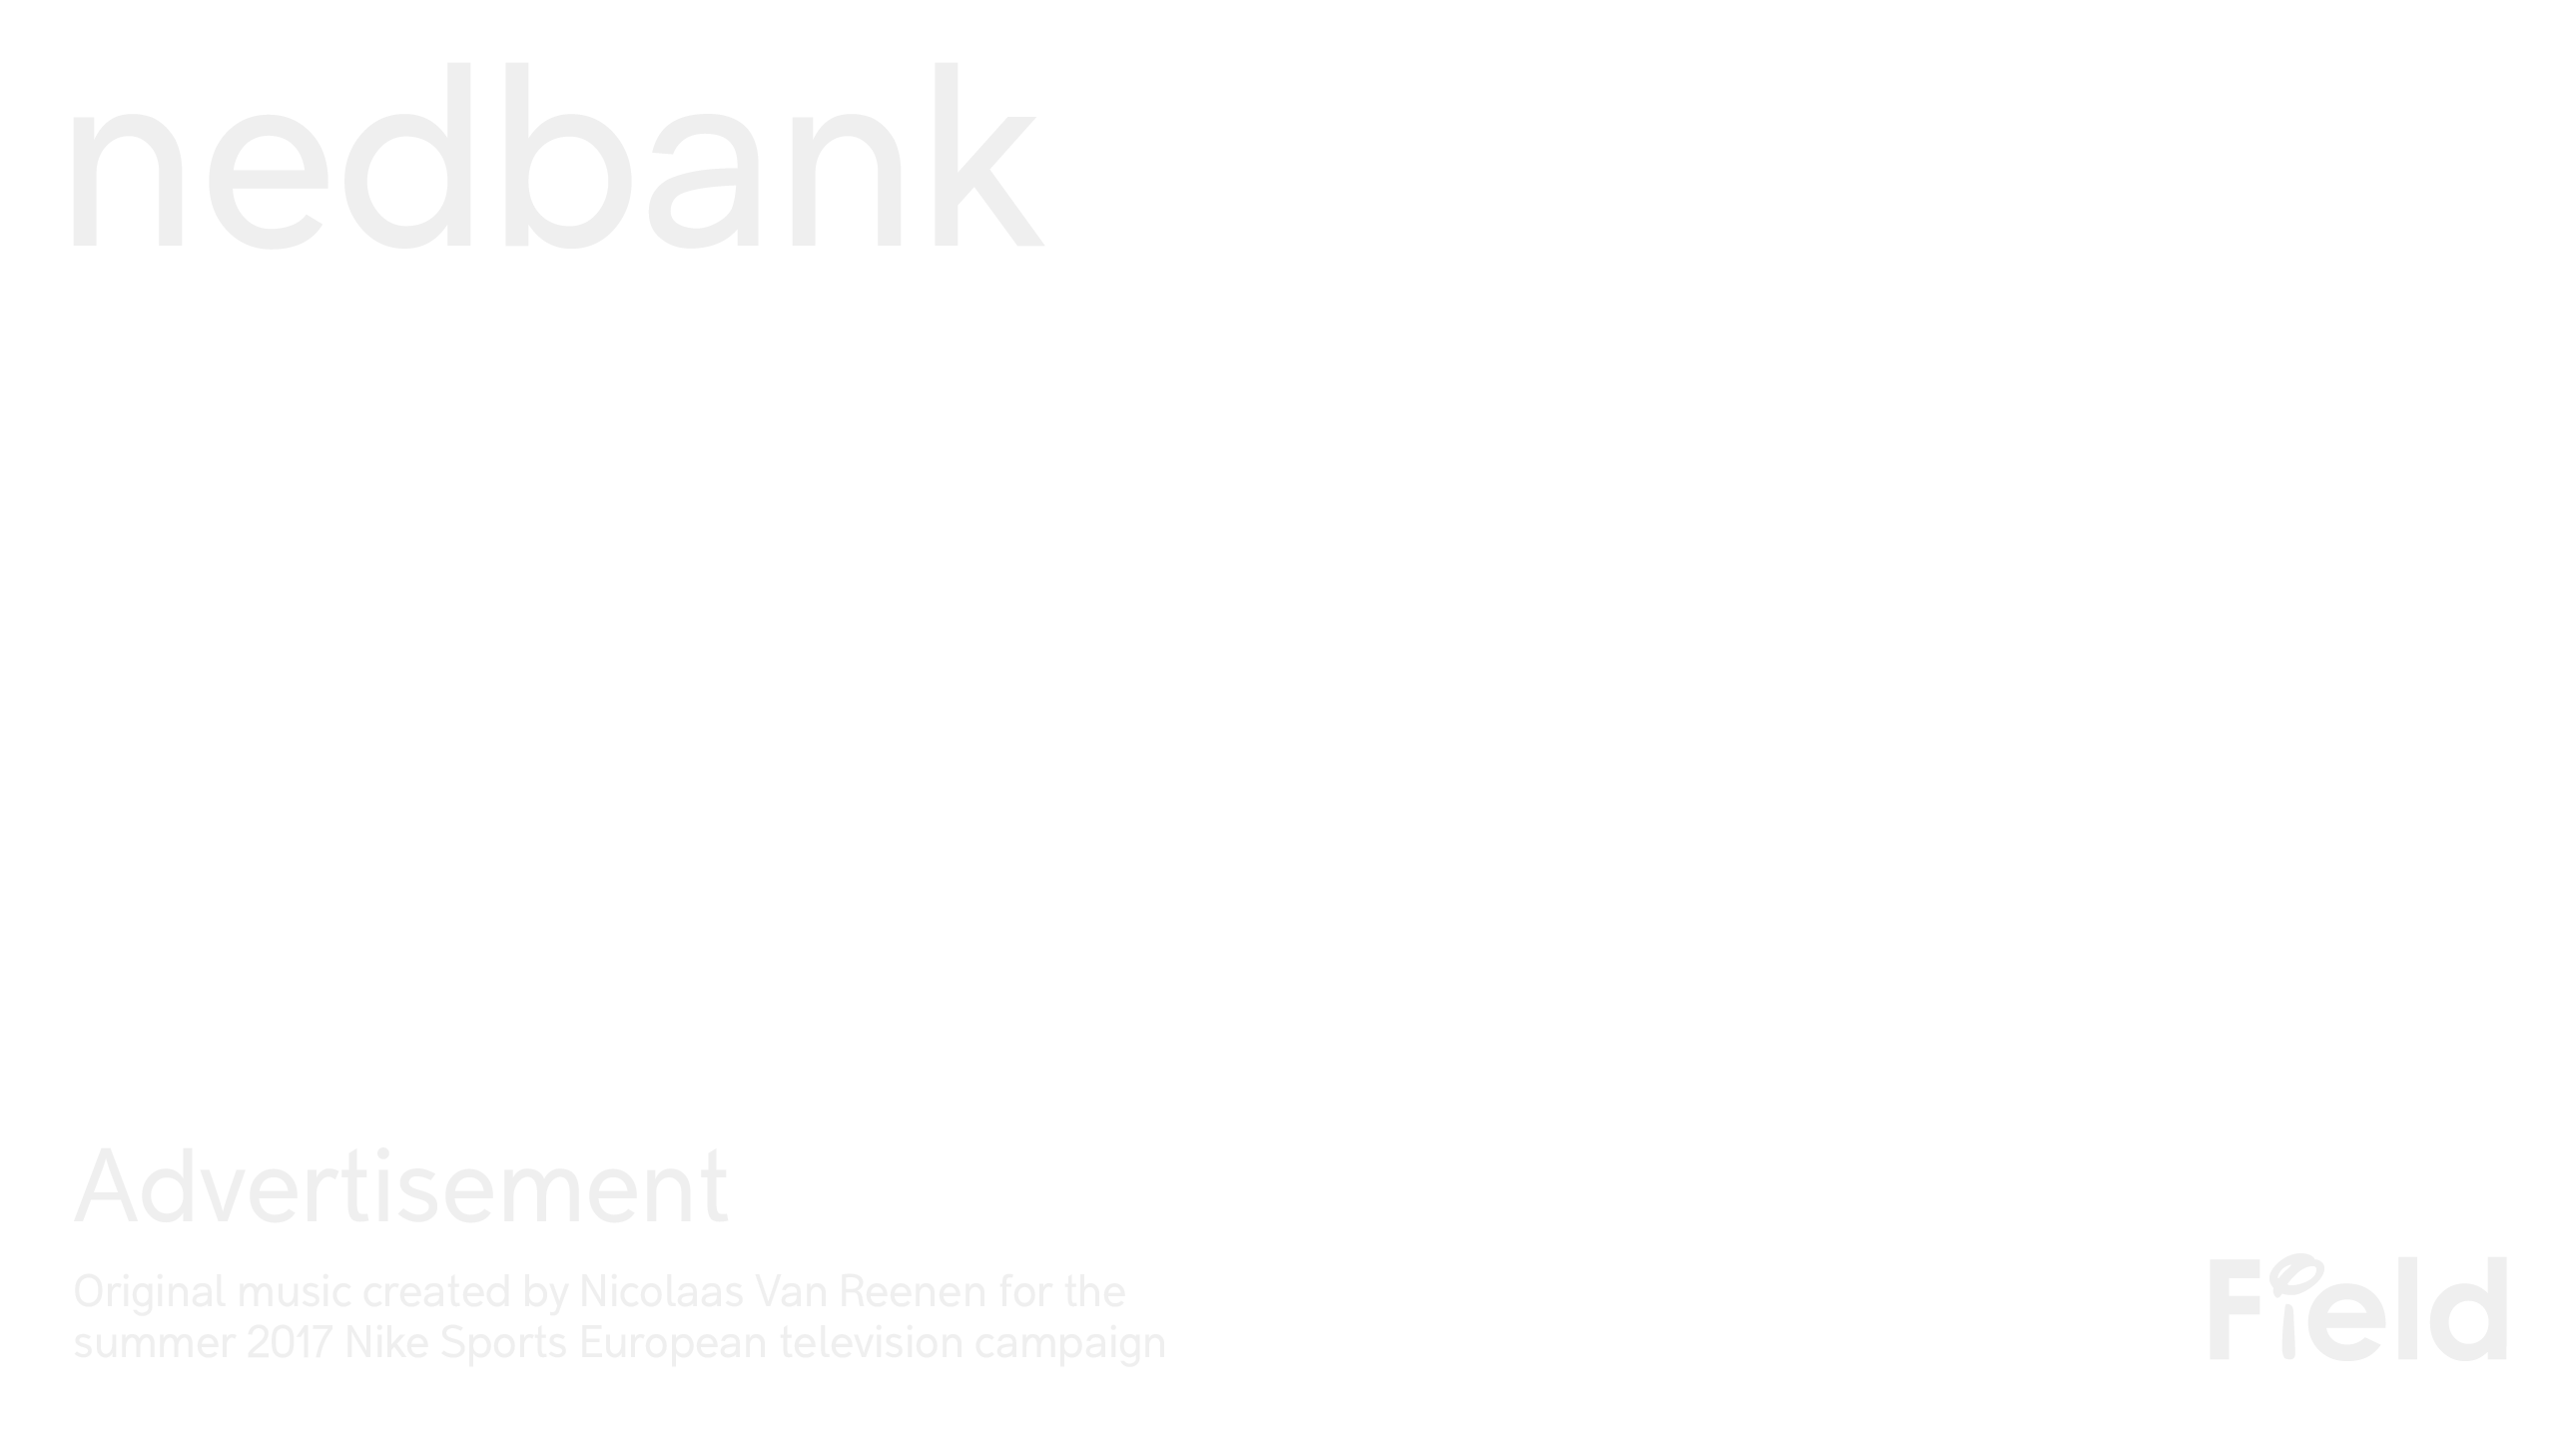 nedbank
Advertisement
Original music created by Nicolaas Van Reenen for the
summer 2017 Nike Sports European television campaign
Field